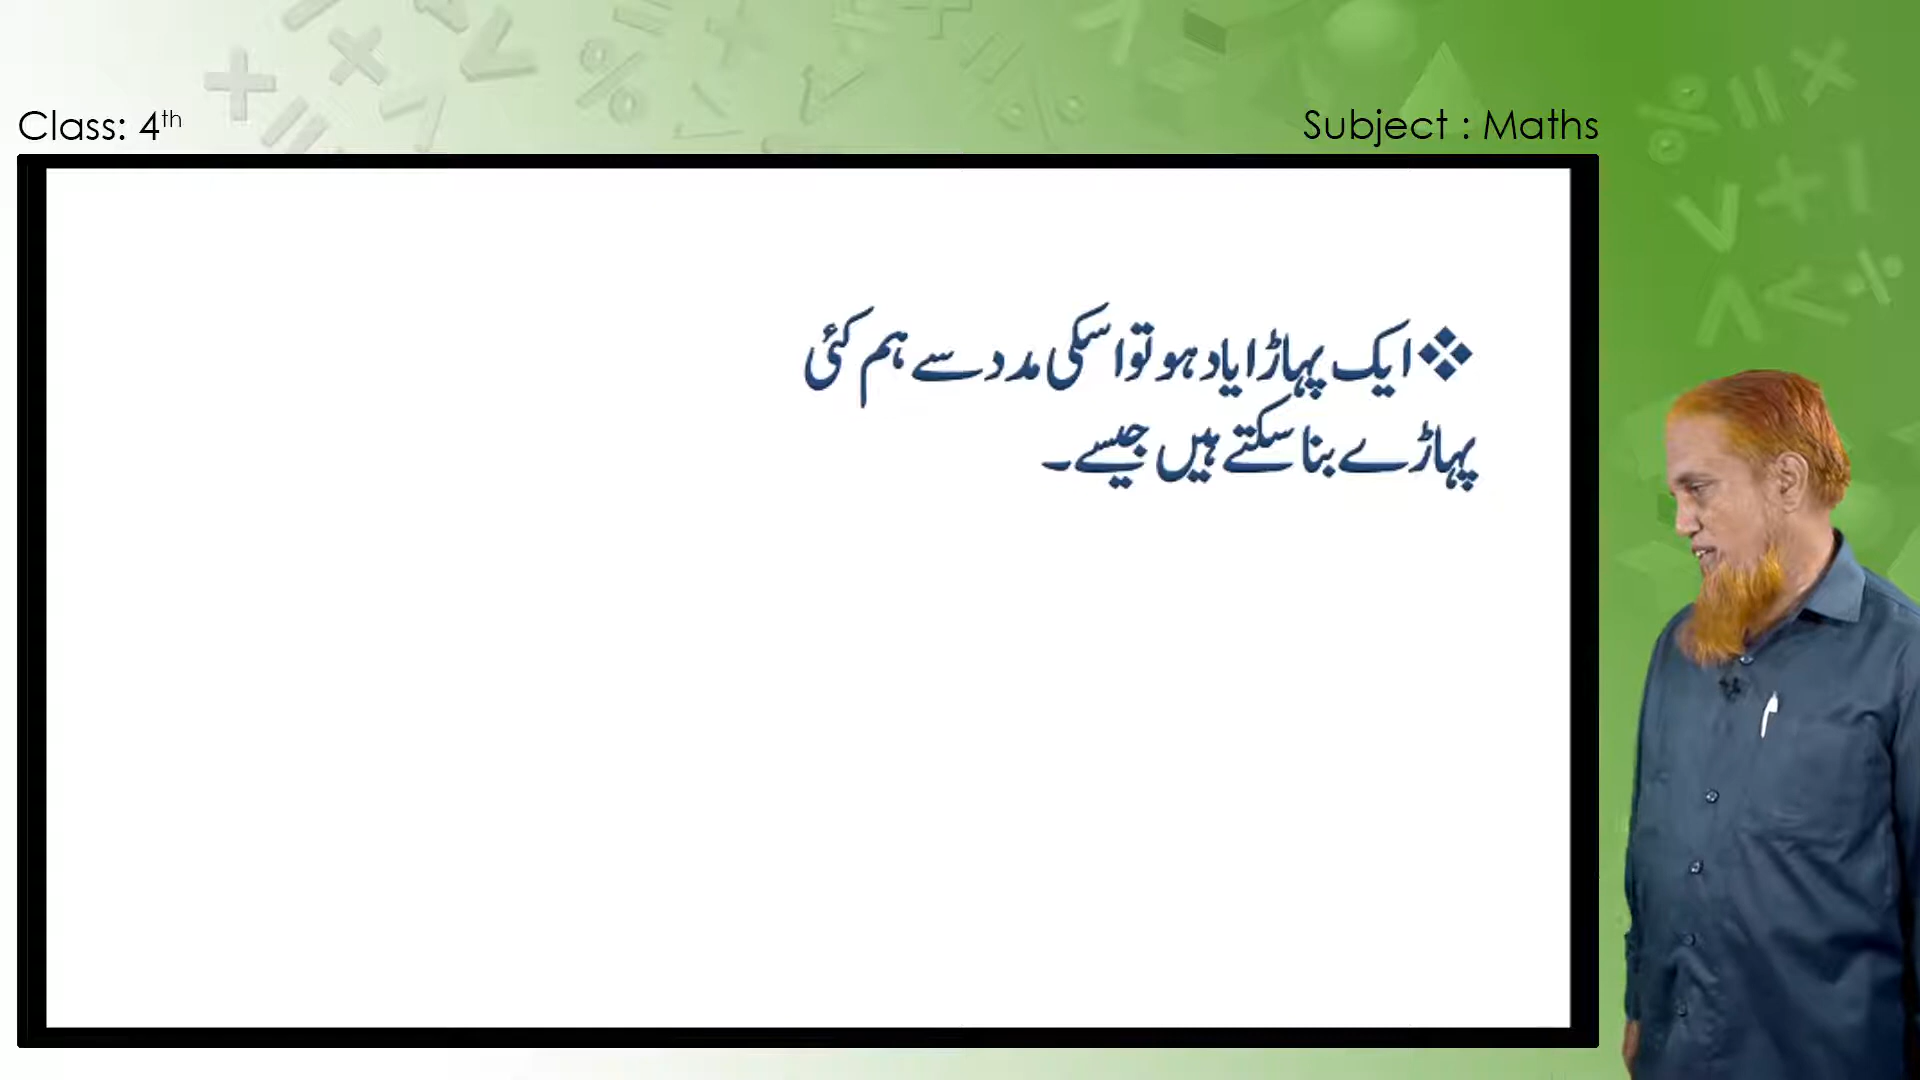 Class: 4th
Subject : Maths
❖ ایک پہاڑا یاد ہو تو اسکی مدد سے ہم کئی
پہاڑے بنا سکتے ہیں جیسے۔